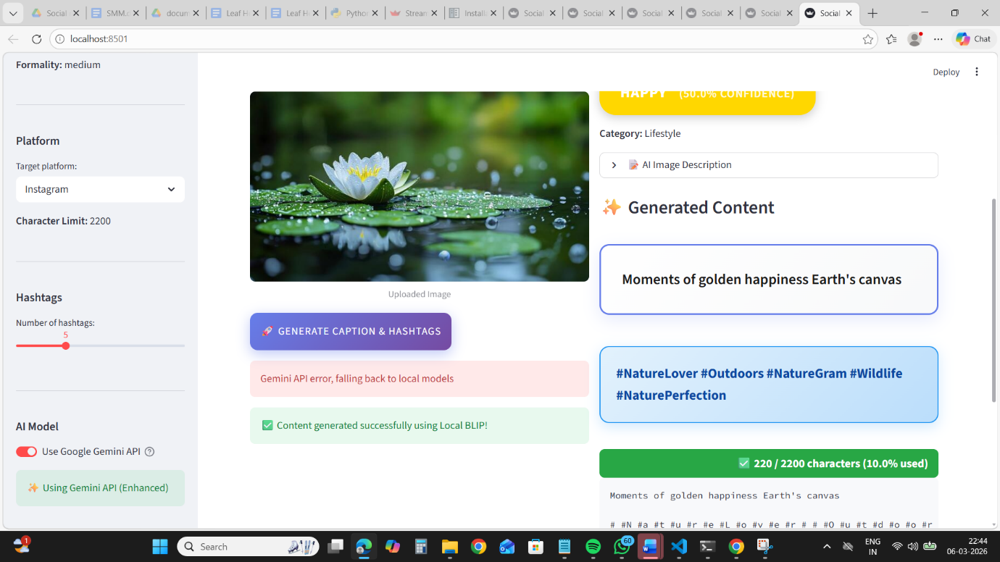 Social
SMM.c
docum
Leaf H
Leaf H
Pytho
Stream
Install
Social
Social
Social
Social
Social
Social
localhost:8501
Chat
Deploy
Formality: medium
Platform
Target platform:
Instagram
Character Limit: 2200
Hashtags
Number of hashtags:
5
AI Model
Use Google Gemini API
✨ Using Gemini API (Enhanced)
Uploaded Image
🚀 GENERATE CAPTION & HASHTAGS
Gemini API error, falling back to local models
✅ Content generated successfully using Local BLIP!
HAPPY (50.0% CONFIDENCE)
Category: Lifestyle
📝 AI Image Description
✨ Generated Content
Moments of golden happiness Earth's canvas
#NatureLover #Outdoors #NatureGram #Wildlife
#NaturePerfection
✅ 220 / 2200 characters (10.0% used)
Moments of golden happiness Earth's canvas
# #N #a #t #u #r #e #L #o #v #e #r # # #O #u #t #d #o #o #r
1
Search
60
ENG
IN
22:44
06-03-2026